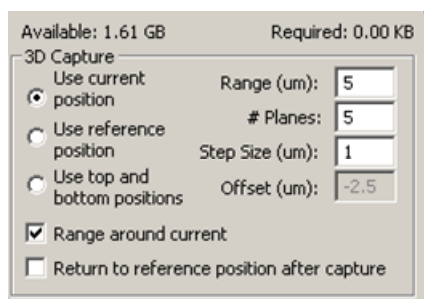 Available: 1.61 GB Required: 0.00 KB
3D Capture
Use current
position
Range (um): 5
# Planes: 5
Use reference
position
Step Size (um): 1
Use top and
bottom positions
Offset (um): -2.5
Range around current
Return to reference position after capture